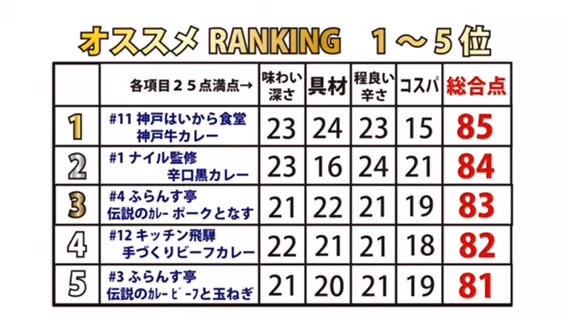 オススメ RANKING 1～5位
各項目25点満点→ 味わい深さ 具材 程良い辛さ コスパ 総合点
1 #11 神戸はいから食堂
神戸牛カレー 23 24 23 15 85
2 #1 ナイル監修
辛口黒カレー 23 16 24 21 84
3 #4 ふらんす亭
伝説のカレー ポークとなす 21 22 21 19 83
4 #12 キッチン飛騨
手づくりビーフカレー 22 21 21 18 82
5 #3 ふらんす亭
伝説のカレー ビーフと玉ねぎ 21 20 21 19 81